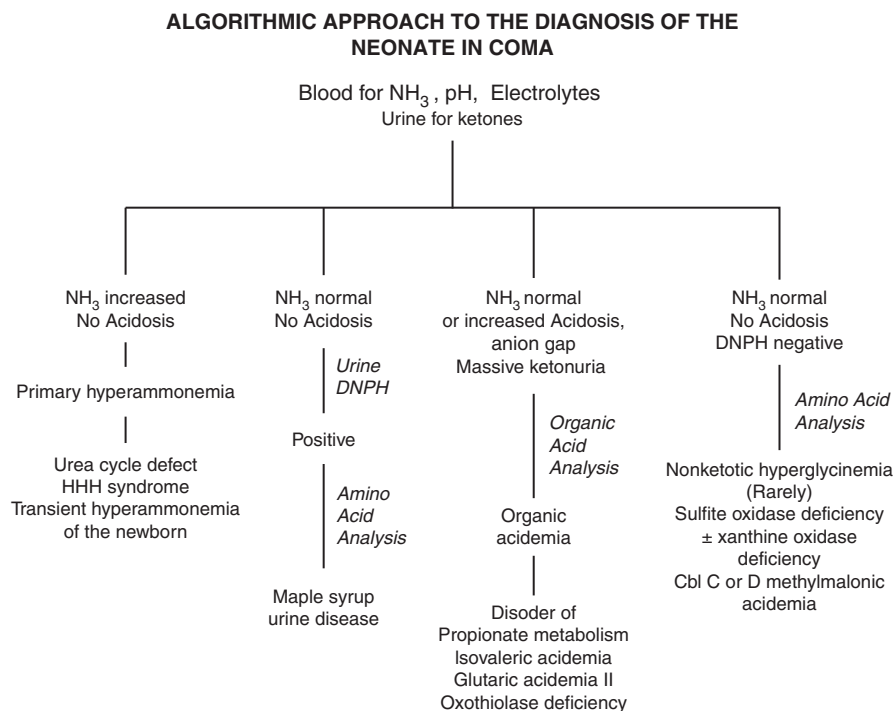 ALGORITHMIC APPROACH TO THE DIAGNOSIS OF THE
NEONATE IN COMA
Blood for NH₃ , pH, Electrolytes
Urine for ketones
NH₃ increased
No Acidosis
Primary hyperammonemia
Urea cycle defect
HHH syndrome
Transient hyperammonemia
of the newborn
NH₃ normal
No Acidosis
Urine
DNPH
Positive
Amino
Acid
Analysis
Maple syrup
urine disease
NH₃ normal
or increased Acidosis,
anion gap
Massive ketonuria
Organic
Acid
Analysis
Organic
acidemia
Disoder of
Propionate metabolism
Isovaleric acidemia
Glutaric acidemia II
Oxothiolase deficiency
NH₃ normal
No Acidosis
DNPH negative
Amino Acid
Analysis
Nonketotic hyperglycinemia
(Rarely)
Sulfite oxidase deficiency
± xanthine oxidase
deficiency
Cbl C or D methylmalonic
acidemia